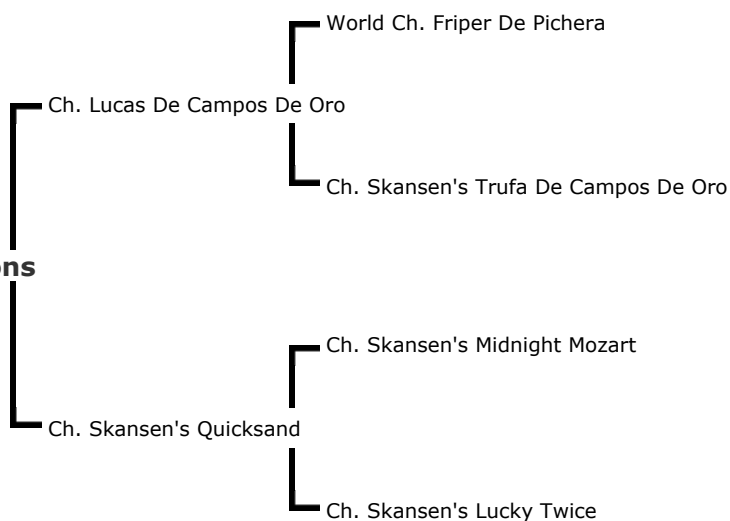 World Ch. Friper De Pichera
Ch. Lucas De Campos De Oro
Ch. Skansen's Trufa De Campos De Oro
Ch. Skansen's Midnight Mozart
Ch. Skansen's Quicksand
Ch. Skansen's Lucky Twice